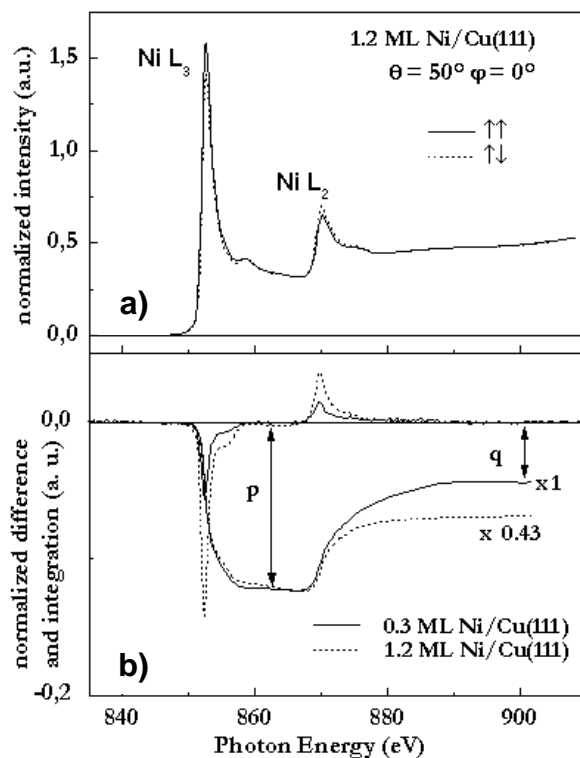 1.2 ML Ni/Cu(111)
θ = 50° φ = 0°
Ni L3
↑↑
↑↓
Ni L2
1,5
1,0
0,5
0,0
normalized intensity (a.u.)
a)
0,0
-0,2
normalized difference
and integration (a. u.)
p
q
x1
x 0.43
0.3 ML Ni/Cu(111)
1.2 ML Ni/Cu(111)
b)
840 860 880 900
Photon Energy (eV)